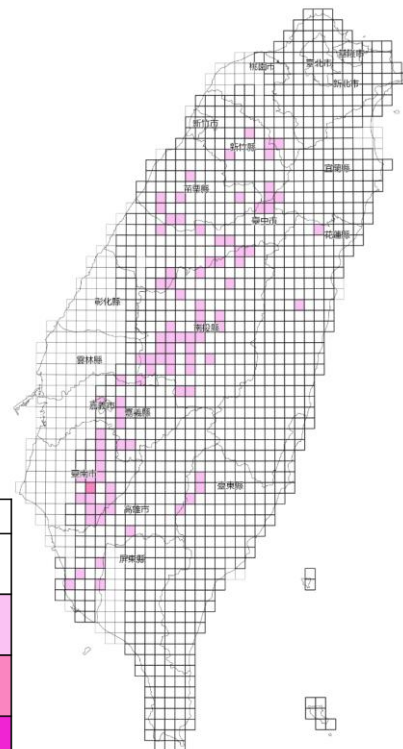 基隆市
臺北市
桃園市
新北市
新竹市
新竹縣
宜蘭縣
苗栗縣
臺中市
花蓮縣
彰化縣
南投縣
雲林縣
嘉義市
嘉義縣
臺南市
臺東縣
高雄市
屏東縣